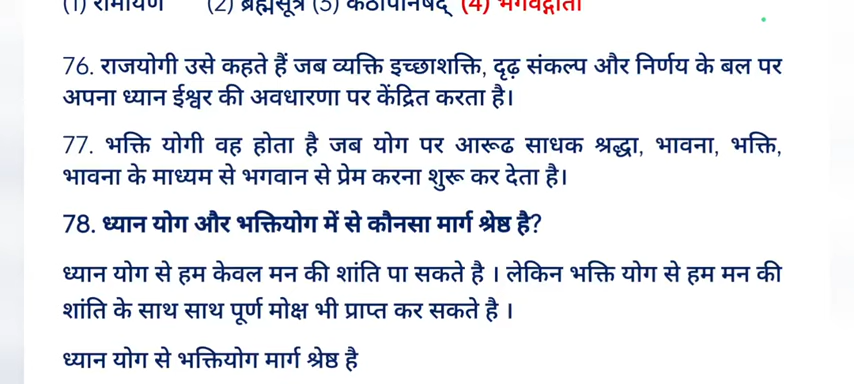 (1) रामायण (2) ब्रह्मसूत्र (3) कठोपनिषद् (4) भगवद्गीता
76. राजयोगी उसे कहते हैं जब व्यक्ति इच्छाशक्ति, दृढ़ संकल्प और निर्णय के बल पर
अपना ध्यान ईश्वर की अवधारणा पर केंद्रित करता है।
77. भक्ति योगी वह होता है जब योग पर आरूढ साधक श्रद्धा, भावना, भक्ति,
भावना के माध्यम से भगवान से प्रेम करना शुरू कर देता है।
78. ध्यान योग और भक्तियोग में से कौनसा मार्ग श्रेष्ठ है?
ध्यान योग से हम केवल मन की शांति पा सकते है । लेकिन भक्ति योग से हम मन की
शांति के साथ साथ पूर्ण मोक्ष भी प्राप्त कर सकते है ।
ध्यान योग से भक्तियोग मार्ग श्रेष्ठ है